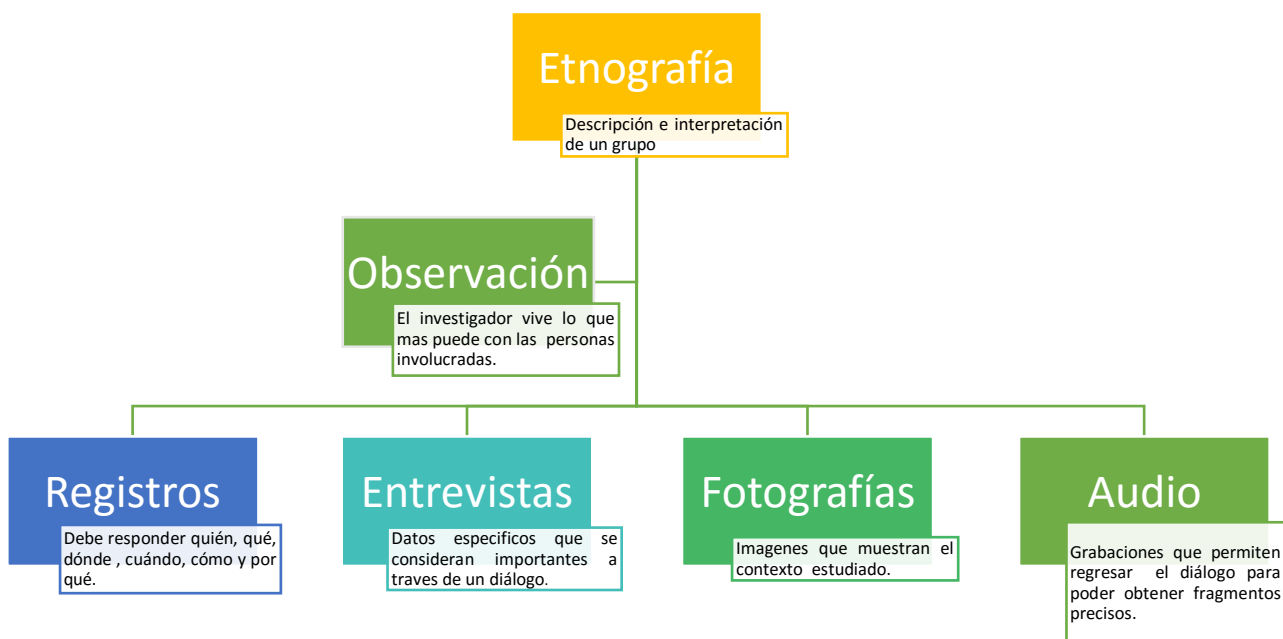 Etnografía
Descripción e interpretación
de un grupo
Observación
El investigador vive lo que
mas puede con las personas
involucradas.
Registros
Debe responder quién, qué,
dónde , cuándo, cómo y por
qué.
Entrevistas
Datos especificos que se
consideran importantes a
traves de un diálogo.
Fotografías
Imagenes que muestran el
contexto estudiado.
Audio
Grabaciones que permiten
regresar el diálogo para
poder obtener fragmentos
precisos.